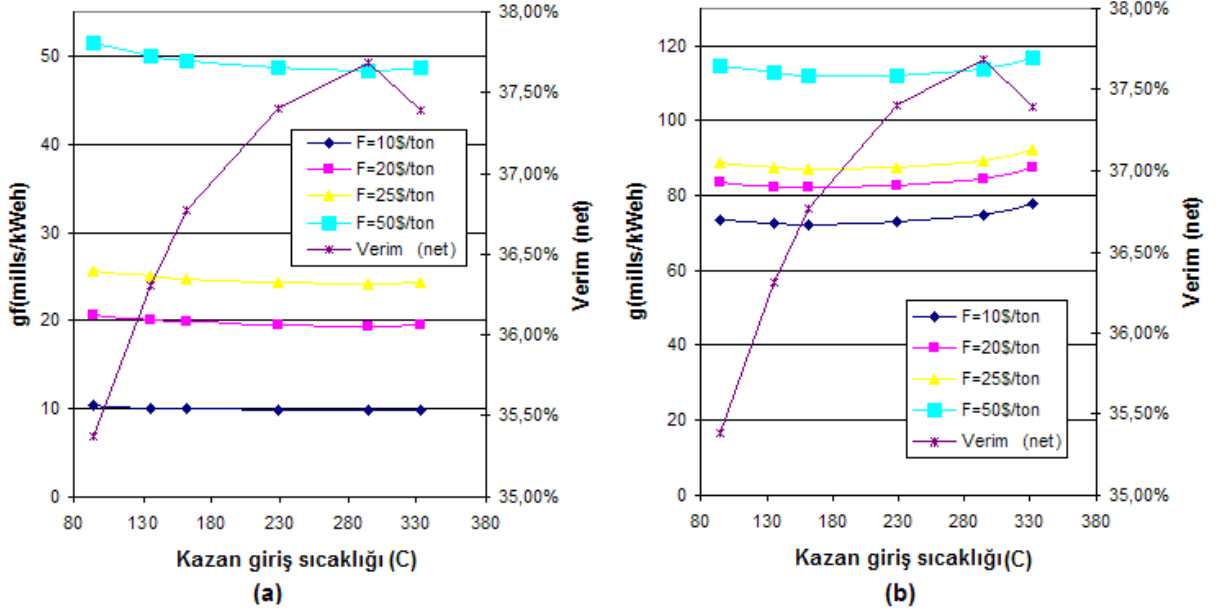 gf(mills/kWeh)
60
50
40
30
20
10
0
38,00%
37,50%
37,00%
36,50%
36,00%
35,50%
35,00%
Verim (net)
F=10$/ton
F=20$/ton
F=25$/ton
F=50$/ton
Verim (net)
80 130 180 230 280 330 380
Kazan giriş sıcaklığı (C)
(a)
g(mills/kWeh)
120
100
80
60
40
20
0
38,00%
37,50%
37,00%
36,50%
36,00%
35,50%
35,00%
Verim (net)
F=10$/ton
F=20$/ton
F=25$/ton
F=50$/ton
Verim (net)
80 130 180 230 280 330 380
Kazan giriş sıcaklığı(C)
(b)